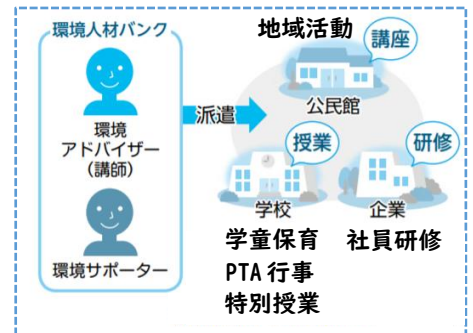 環境人材バンク
環境
アドバイザー
（講師）
環境サポーター
派遣
地域活動
講座
公民館
授業
学校
学童保育
PTA行事
特別授業
研修
企業
社員研修